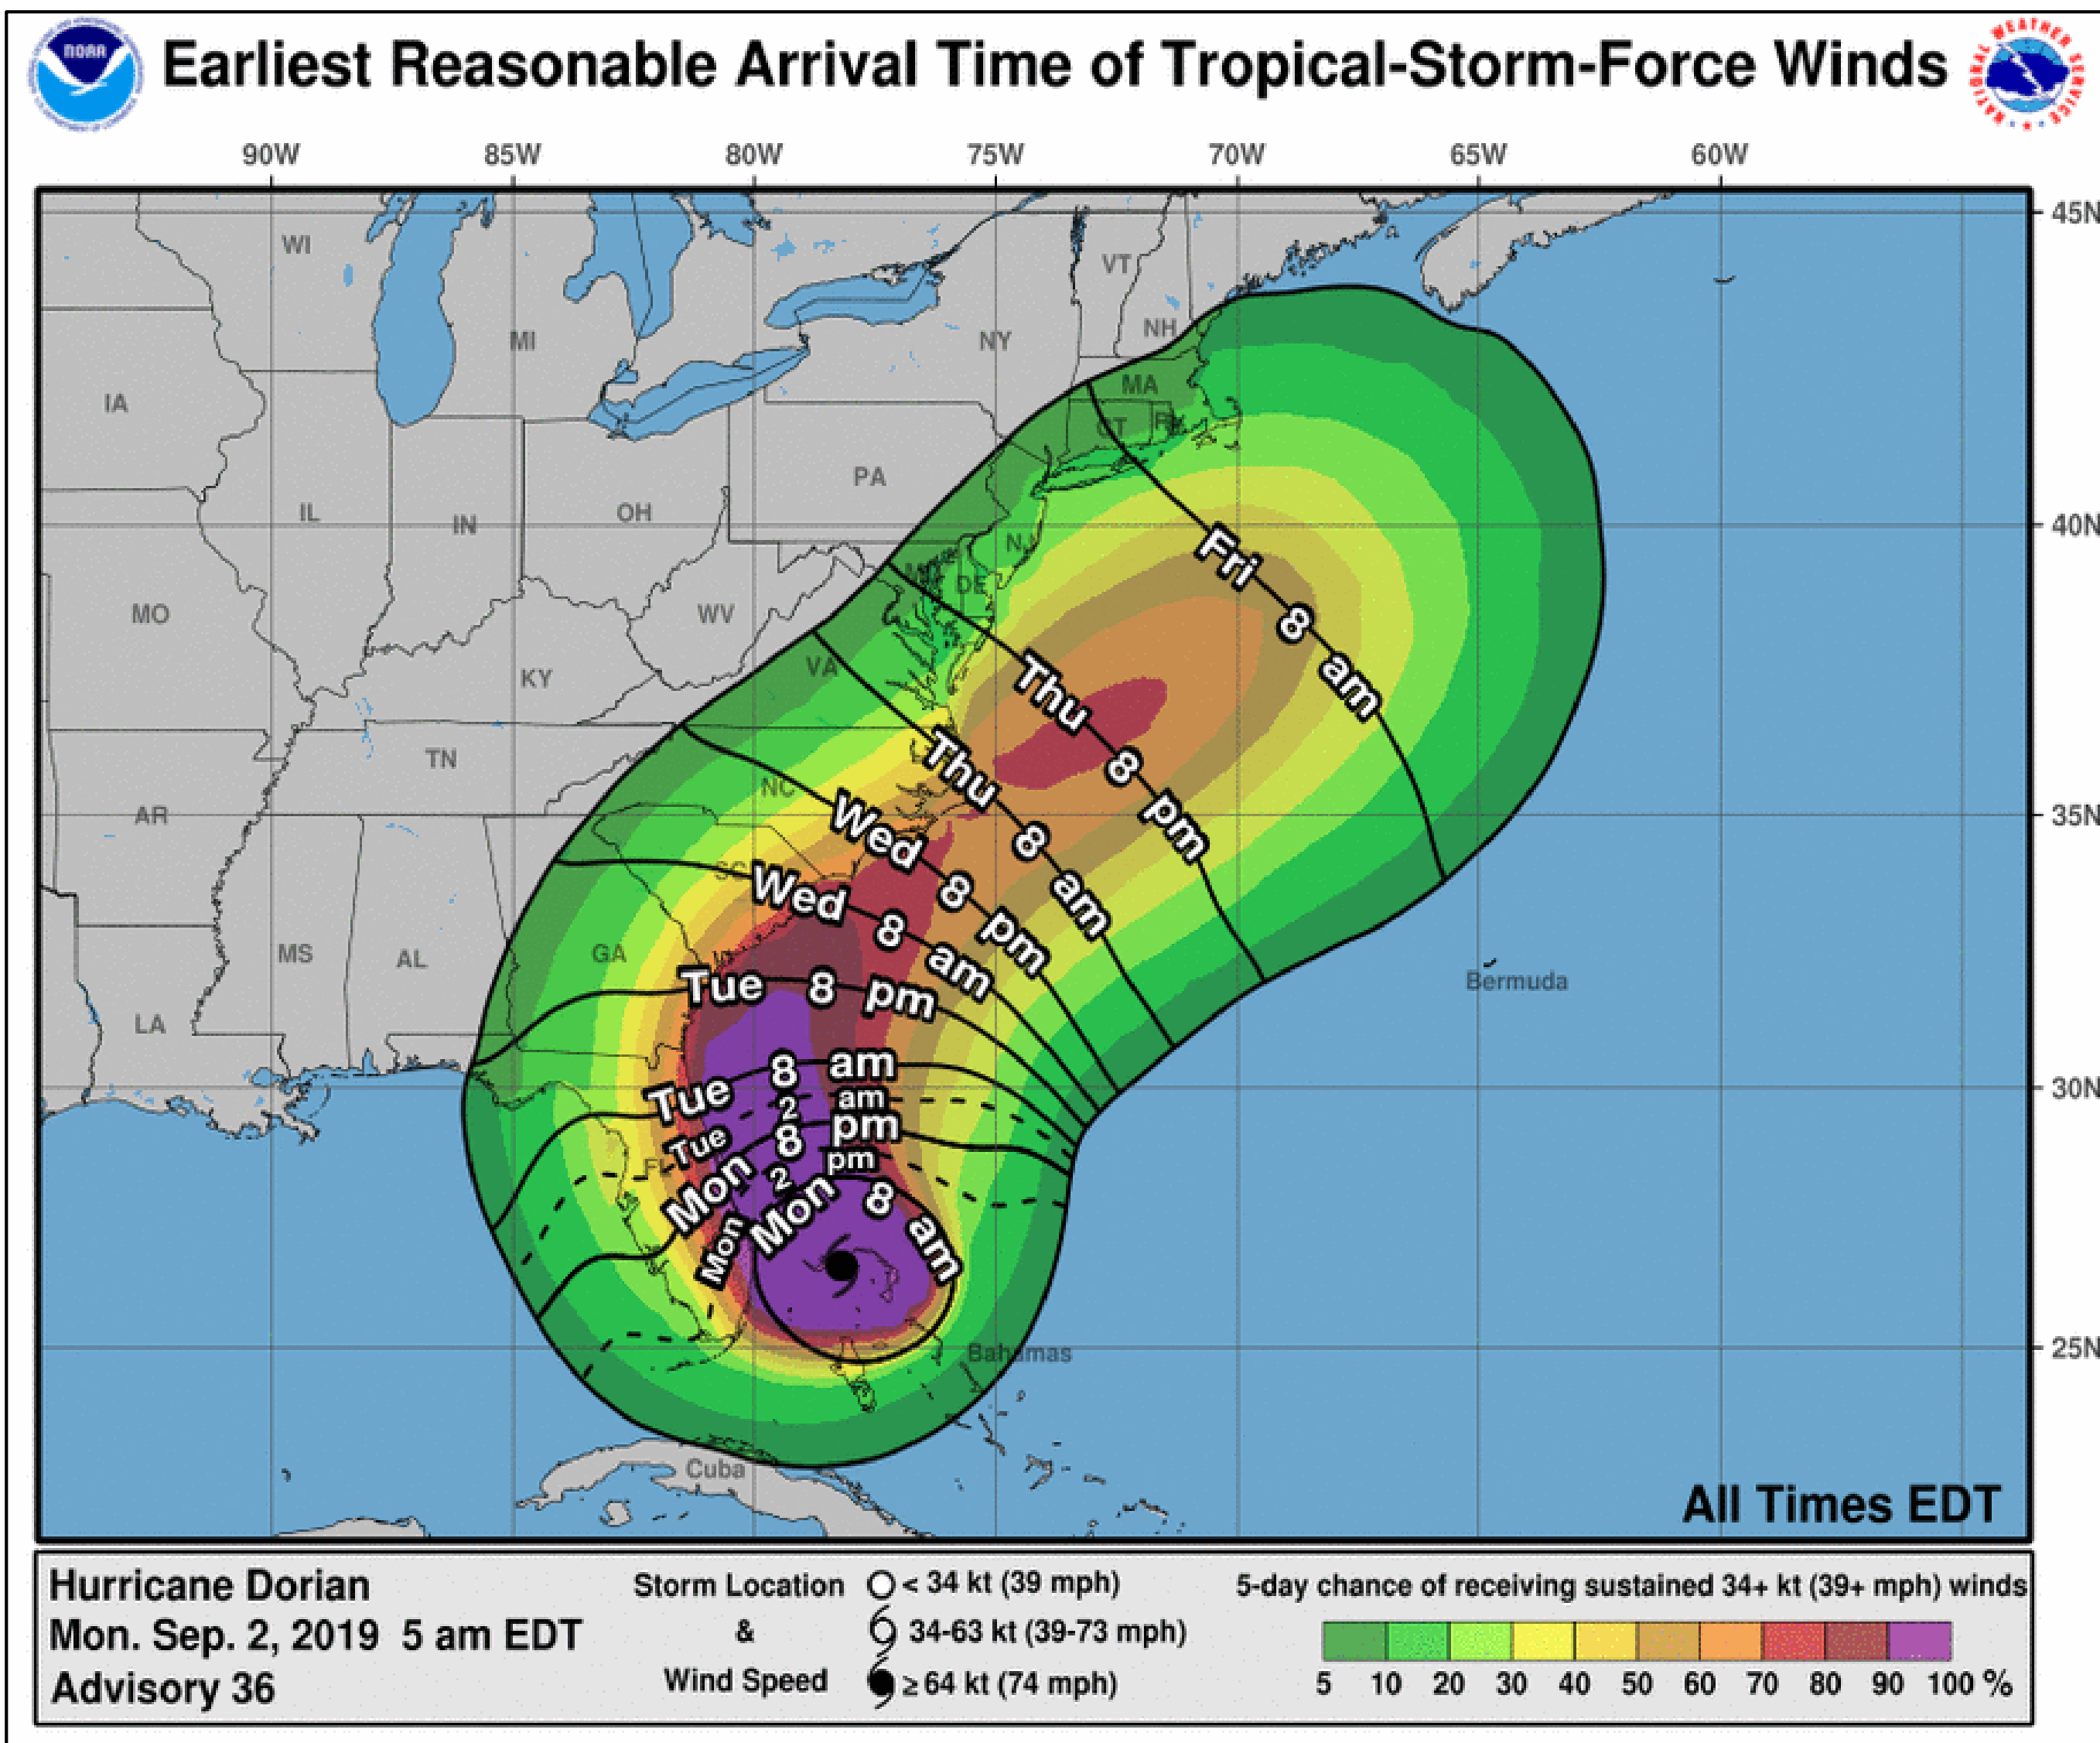 NOAA
Earliest Reasonable Arrival Time of Tropical-Storm-Force Winds
NATIONAL WEATHER SERVICE
90W 85W 80W 75W 70W 65W 60W
45N
WI
VT
MI
NY
NH
IA
MA
CT
PA
IL
IN
OH
40N
NJ
Fri 8 am
DE
MO
WV
VA
KY
Thu 8 pm
TN
NC
Thu 8 am
AR
35N
Wed 8 pm
SC
Wed 8 am
MS
AL
GA
Bermuda
Tue 8 pm
LA
Tue 8 am
30N
Tue 2 am
FL
Mon 8 pm
Mon 2 pm
Mon 8 am
25N
Bahamas
Cuba
All Times EDT
Hurricane Dorian
Mon. Sep. 2, 2019 5 am EDT
Advisory 36
Storm Location
&
Wind Speed
< 34 kt (39 mph)
34-63 kt (39-73 mph)
≥ 64 kt (74 mph)
5-day chance of receiving sustained 34+ kt (39+ mph) winds
5 10 20 30 40 50 60 70 80 90 100 %